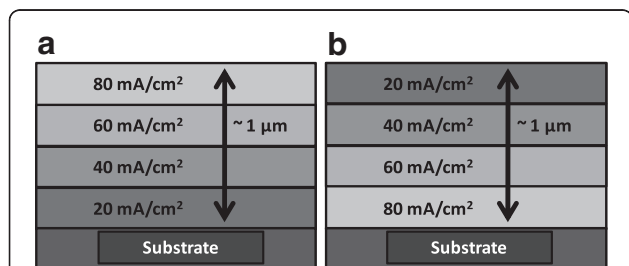 a
80 mA/cm²
60 mA/cm²
~ 1 μm
40 mA/cm²
20 mA/cm²
Substrate
b
20 mA/cm²
40 mA/cm²
~ 1 μm
60 mA/cm²
80 mA/cm²
Substrate